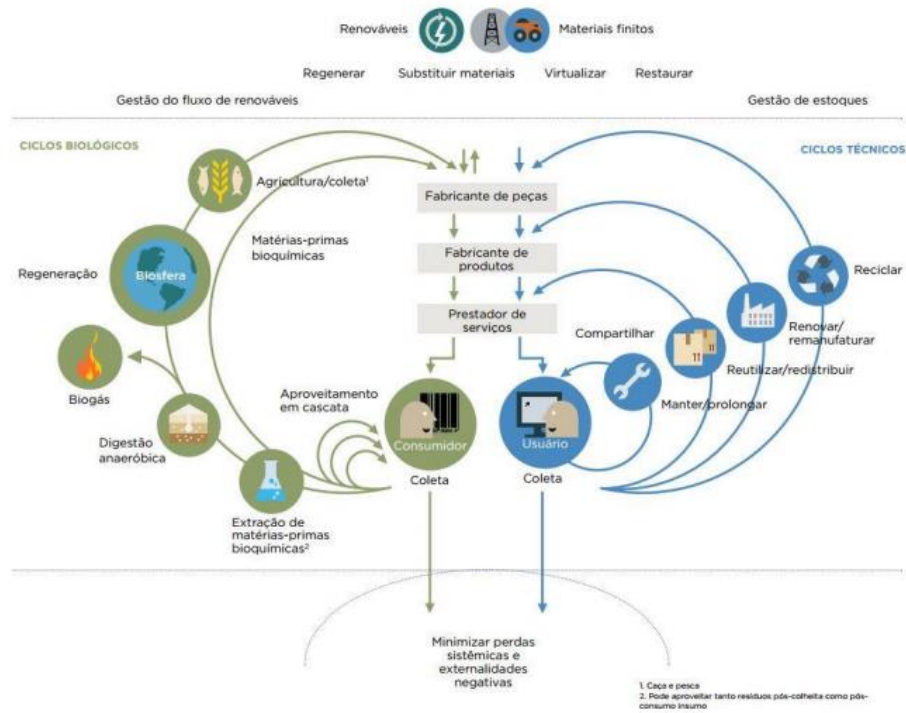 Renováveis
Materiais finitos
Regenerar
Substituir materiais
Virtualizar
Restaurar
Gestão do fluxo de renováveis
Gestão de estoques
CICLOS BIOLÓGICOS
CICLOS TÉCNICOS
Agricultura/coleta¹
Fabricante de peças
Matérias-primas
bioquímicas
Regeneração
Biosfera
Fabricante de
produtos
Reciclar
Prestador de
serviços
Compartilhar
Renovar/
remanufaturar
Reutilizar/redistribuir
Biogás
Aproveitamento
em cascata
Manter/prolongar
Digestão
anaeróbica
Consumidor
Usuário
Coleta
Coleta
Extração de
matérias-primas
bioquímicas²
Minimizar perdas
sistêmicas e
externalidades
negativas
1. Caça e pesca
2. Pode aproveitar tanto resíduos pós-colheita como pós-
consumo insumo